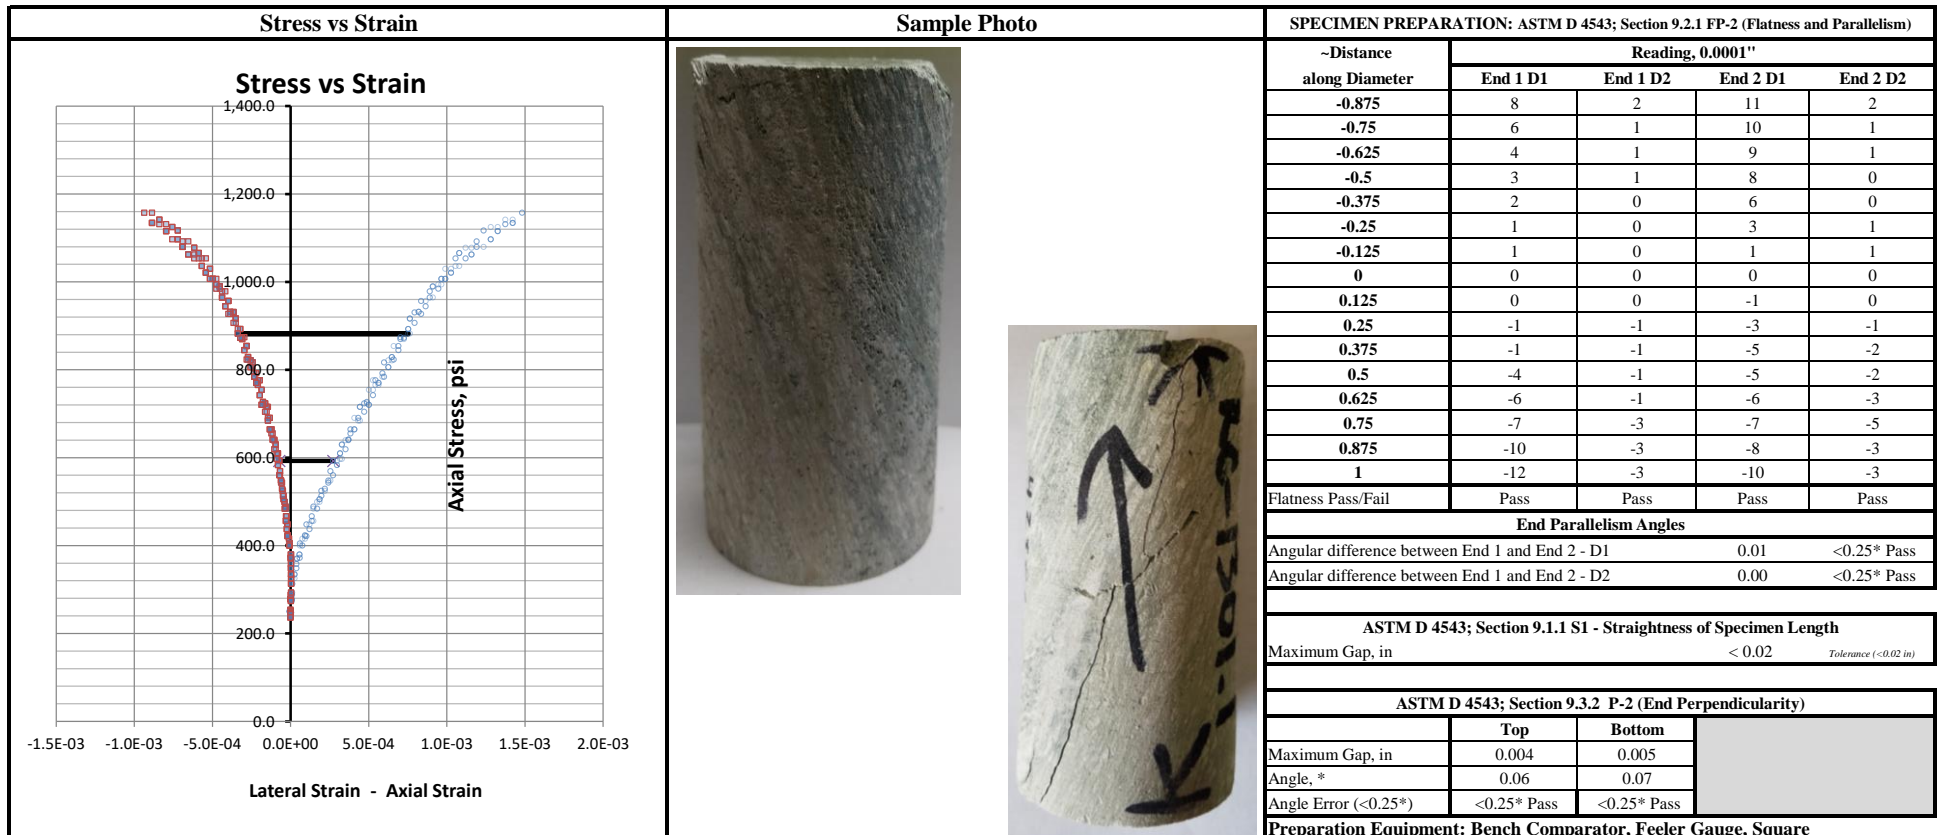 Stress vs Strain
Sample Photo
SPECIMEN PREPARATION: ASTM D 4543; Section 9.2.1 FP-2 (Flatness and Parallelism)
Stress vs Strain
1,400.0
1,200.0
1,000.0
800.0
600.0
400.0
200.0
0.0
Axial Stress, psi
-1.5E-03 -1.0E-03 -5.0E-04 0.0E+00 5.0E-04 1.0E-03 1.5E-03 2.0E-03
Lateral Strain - Axial Strain
~Distance Reading, 0.0001"
along Diameter End 1 D1 End 1 D2 End 2 D1 End 2 D2
-0.875 8 2 11 2
-0.75 6 1 10 1
-0.625 4 1 9 1
-0.5 3 1 8 0
-0.375 2 0 6 0
-0.25 1 0 3 1
-0.125 1 0 1 1
0 0 0 0 0
0.125 0 0 -1 0
0.25 -1 -1 -3 -1
0.375 -1 -1 -5 -2
0.5 -4 -1 -5 -2
0.625 -6 -1 -6 -3
0.75 -7 -3 -7 -5
0.875 -10 -3 -8 -3
1 -12 -3 -10 -3
Flatness Pass/Fail Pass Pass Pass Pass
End Parallelism Angles
Angular difference between End 1 and End 2 - D1 0.01 <0.25* Pass
Angular difference between End 1 and End 2 - D2 0.00 <0.25* Pass
ASTM D 4543; Section 9.1.1 S1 - Straightness of Specimen Length
Maximum Gap, in < 0.02 Tolerance (<0.02 in)
ASTM D 4543; Section 9.3.2 P-2 (End Perpendicularity)
Top Bottom
Maximum Gap, in 0.004 0.005
Angle, * 0.06 0.07
Angle Error (<0.25*) <0.25* Pass <0.25* Pass
Preparation Equipment: Bench Comparator, Feeler Gauge, Square